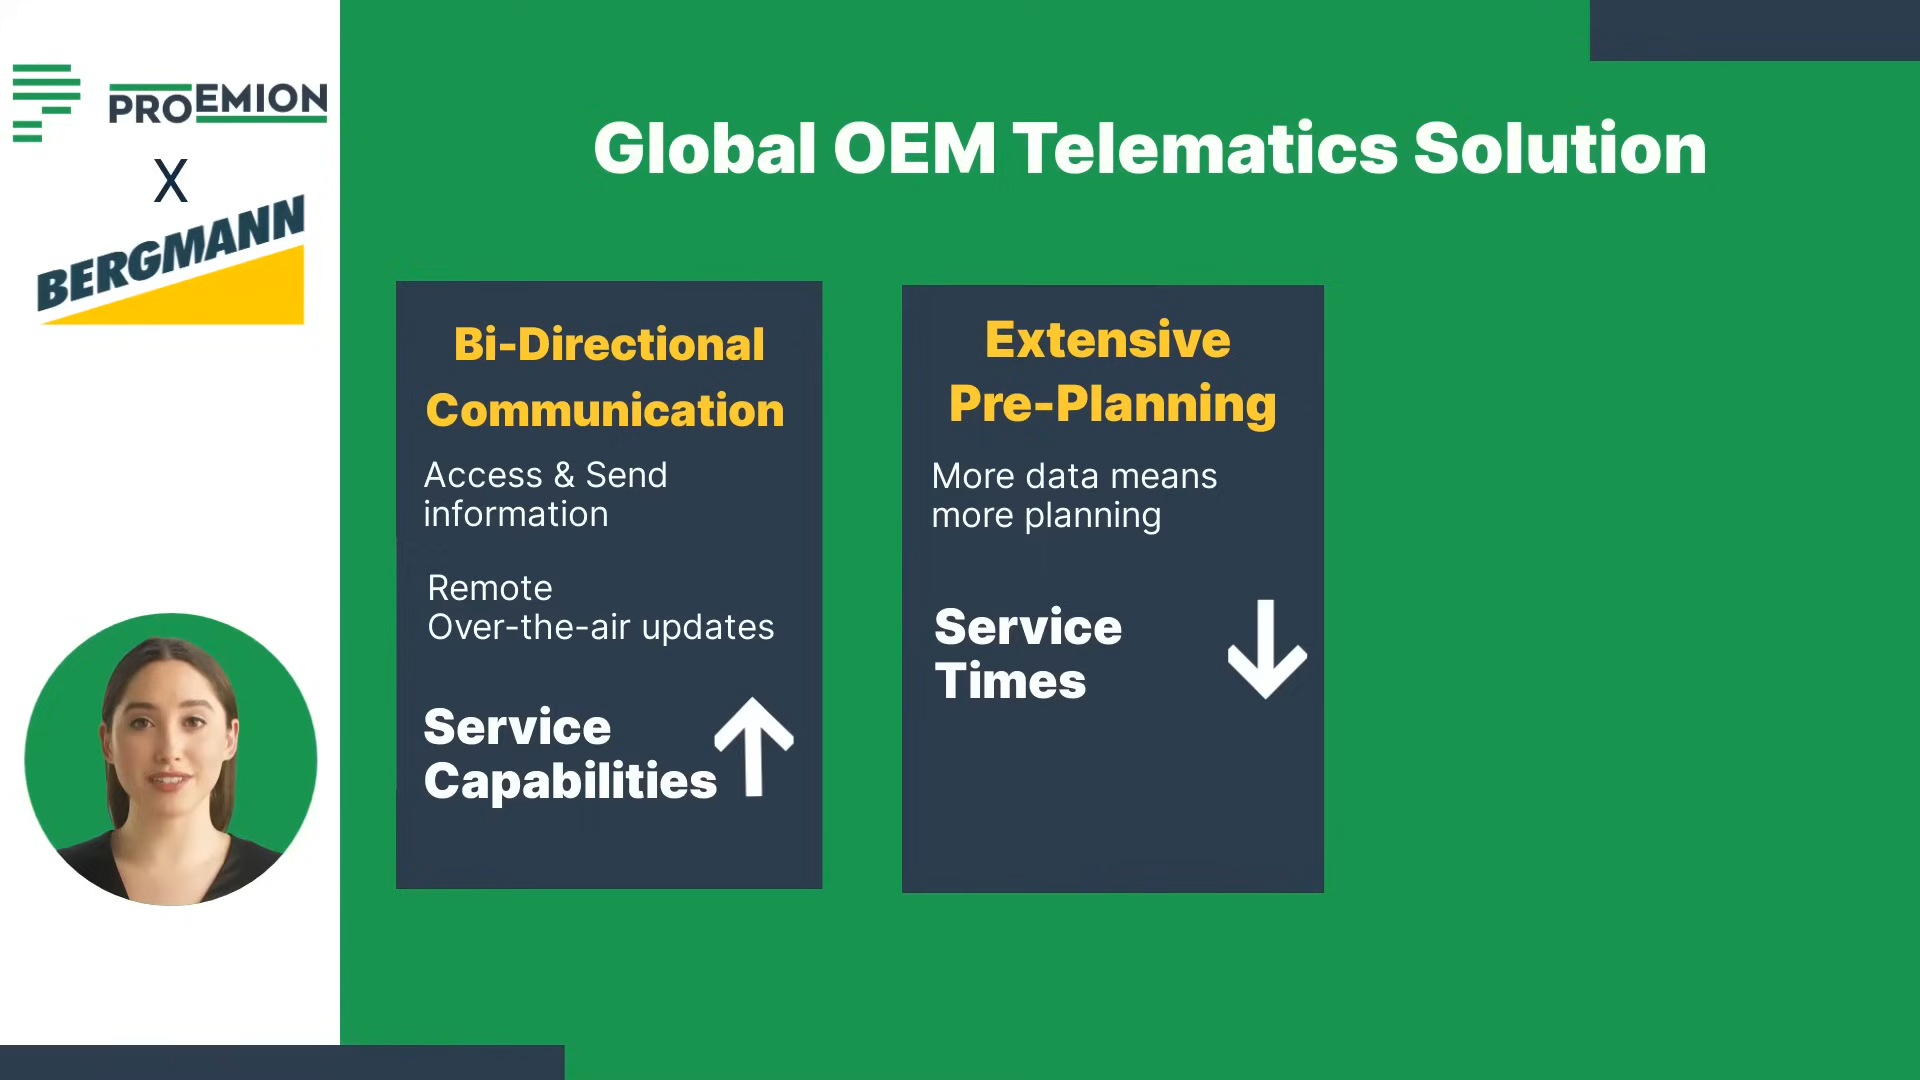 PROEMION
X
BERGMANN
Global OEM Telematics Solution
Bi-Directional
Communication
Access & Send
information
Remote
Over-the-air updates
Service
Capabilities
Extensive
Pre-Planning
More data means
more planning
Service
Times